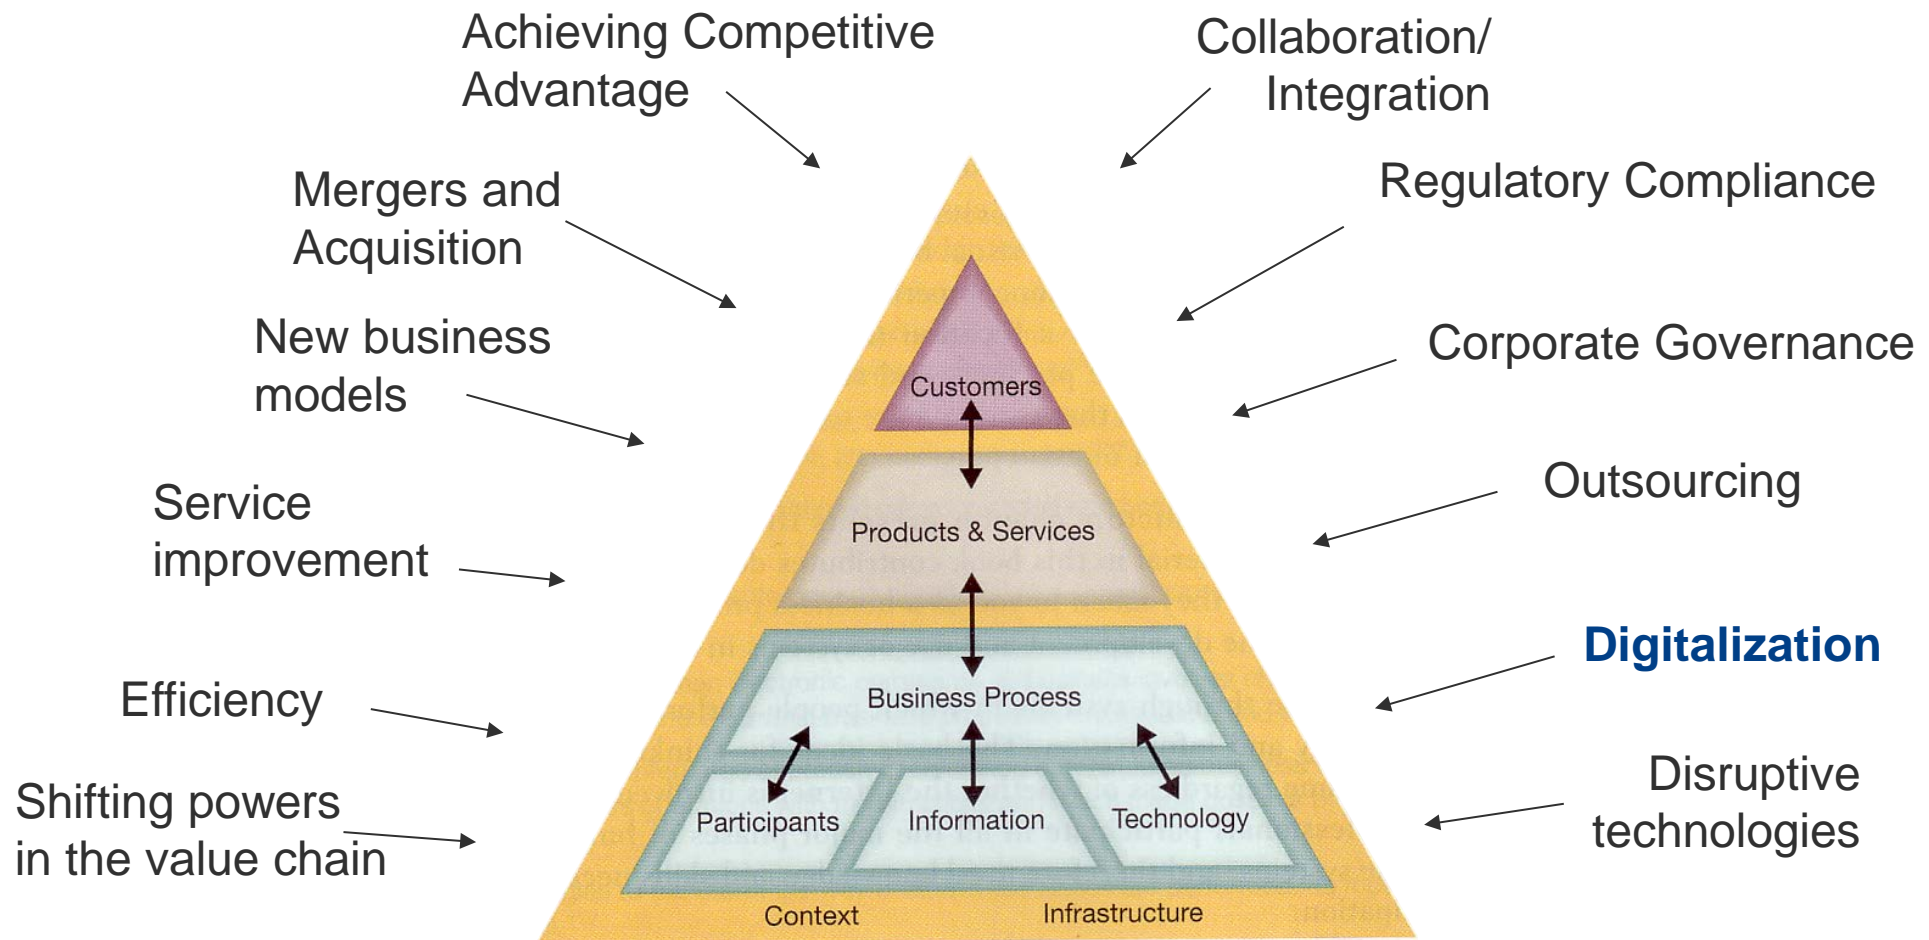 Achieving Competitive
Advantage
Collaboration/
Integration
Mergers and
Acquisition
Regulatory Compliance
New business
models
Corporate Governance
Customers
Service
improvement
Outsourcing
Products & Services
Digitalization
Efficiency
Business Process
Shifting powers
in the value chain
Disruptive
technologies
Participants
Information
Technology
Context
Infrastructure